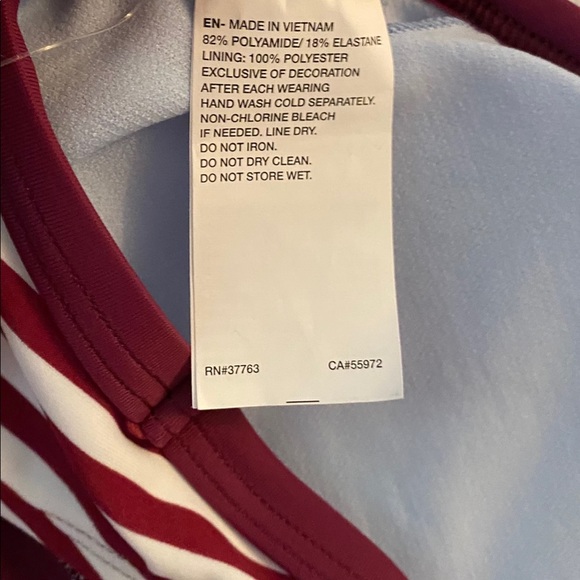 EN- MADE IN VIETNAM
82% POLYAMIDE/ 18% ELASTANE
LINING: 100% POLYESTER
EXCLUSIVE OF DECORATION
AFTER EACH WEARING
HAND WASH COLD SEPARATELY.
NON-CHLORINE BLEACH
IF NEEDED. LINE DRY.
DO NOT IRON.
DO NOT DRY CLEAN.
DO NOT STORE WET.
RN#37763 CA#55972